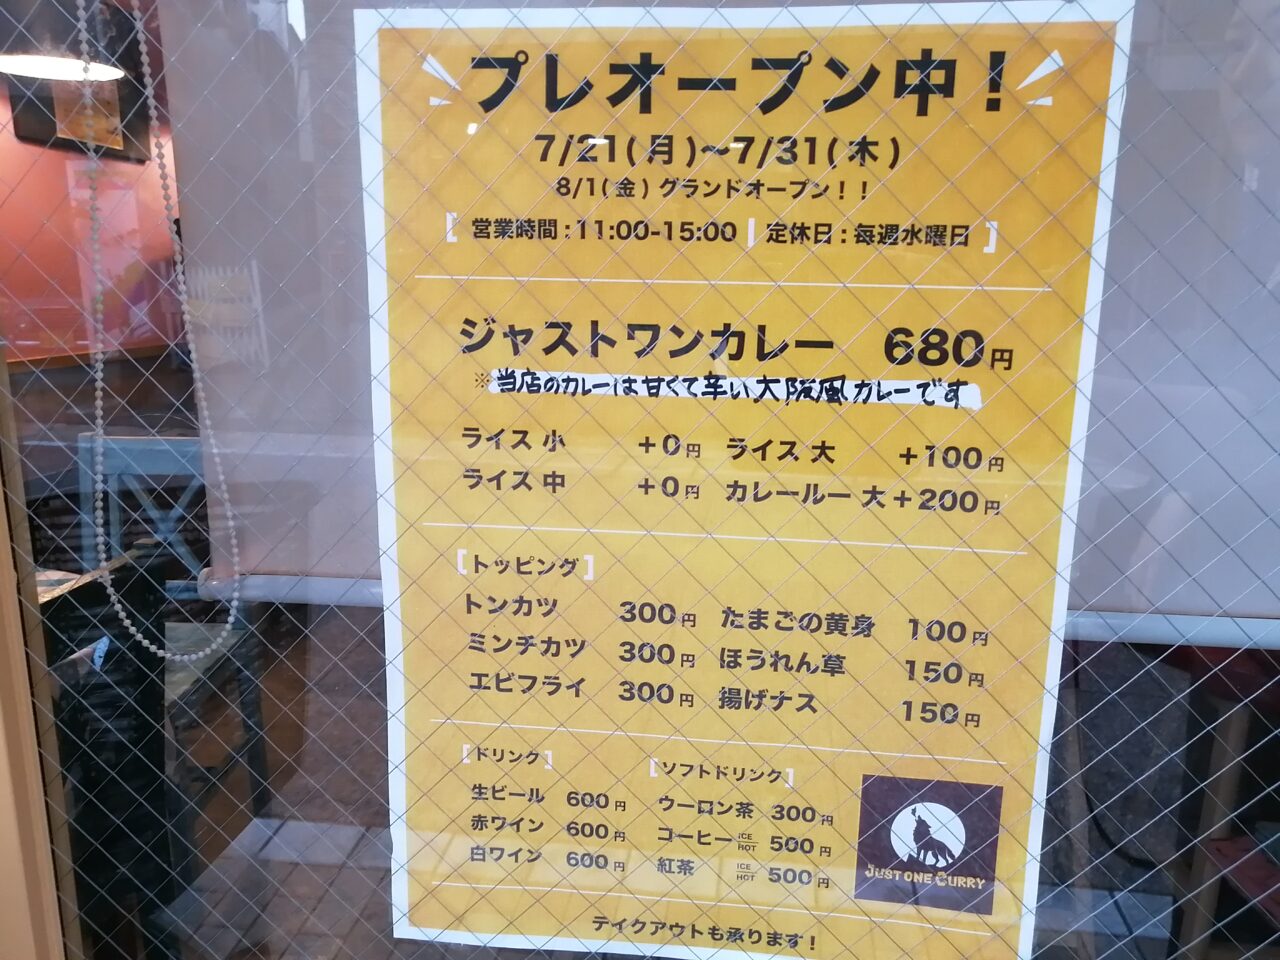 プレオープン中!
7/21(月)～7/31(木)
8/1(金)グランドオープン!!
[営業時間:11:00-15:00|定休日:毎週水曜日]
ジャストワンカレー 680円
※当店のカレーは甘くて辛い大阪風カレーです
ライス 小 +0円 ライス 大 +100円
ライス 中 +0円 カレールー 大+200円
[トッピング]
トンカツ 300円 たまごの黄身 100円
ミンチカツ 300円 ほうれん草 150円
エビフライ 300円 揚げナス 150円
[ドリンク] [ソフトドリンク]
生ビール 600円 ウーロン茶 300円
赤ワイン 600円 コーヒー ICE HOT 500円
白ワイン 600円 紅茶 ICE HOT 500円
JUST ONE CURRY
テイクアウトも承ります!